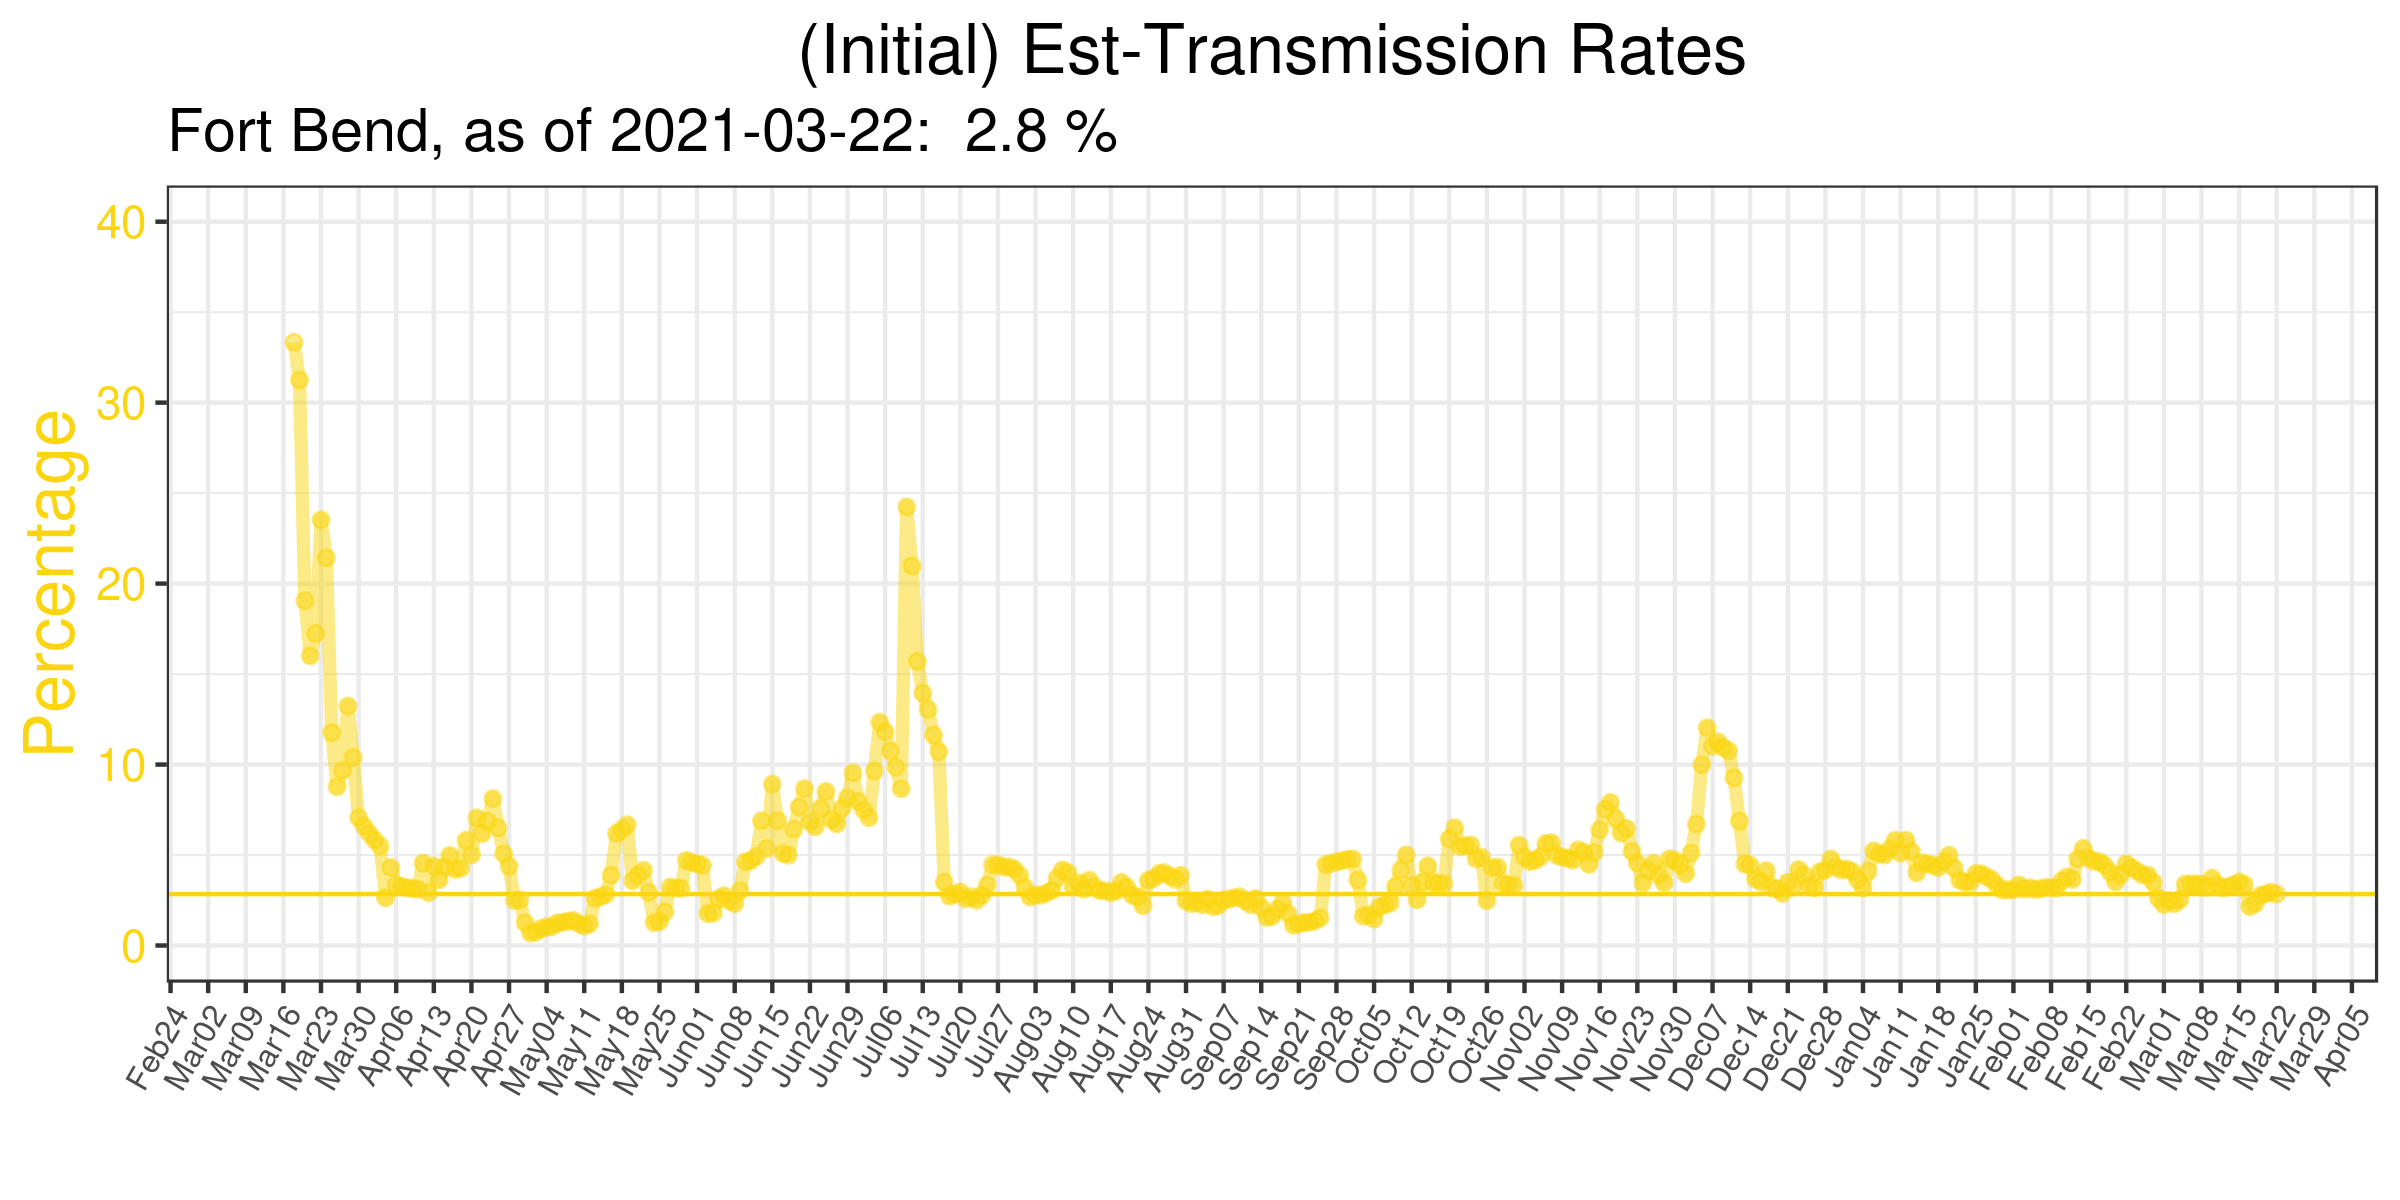 (Initial) Est-Transmission Rates
Fort Bend, as of 2021-03-22:  2.8 %
Percentage
40
30
20
10
0
Feb24 Mar02 Mar09 Mar16 Mar23 Mar30 Apr06 Apr13 Apr20 Apr27 May04 May11 May18 May25 Jun01 Jun08 Jun15 Jun22 Jun29 Jul06 Jul13 Jul20 Jul27 Aug03 Aug10 Aug17 Aug24 Aug31 Sep07 Sep14 Sep21 Sep28 Oct05 Oct12 Oct19 Oct26 Nov02 Nov09 Nov16 Nov23 Nov30 Dec07 Dec14 Dec21 Dec28 Jan04 Jan11 Jan18 Jan25 Feb01 Feb08 Feb15 Feb22 Mar01 Mar08 Mar15 Mar22 Mar29 Apr05